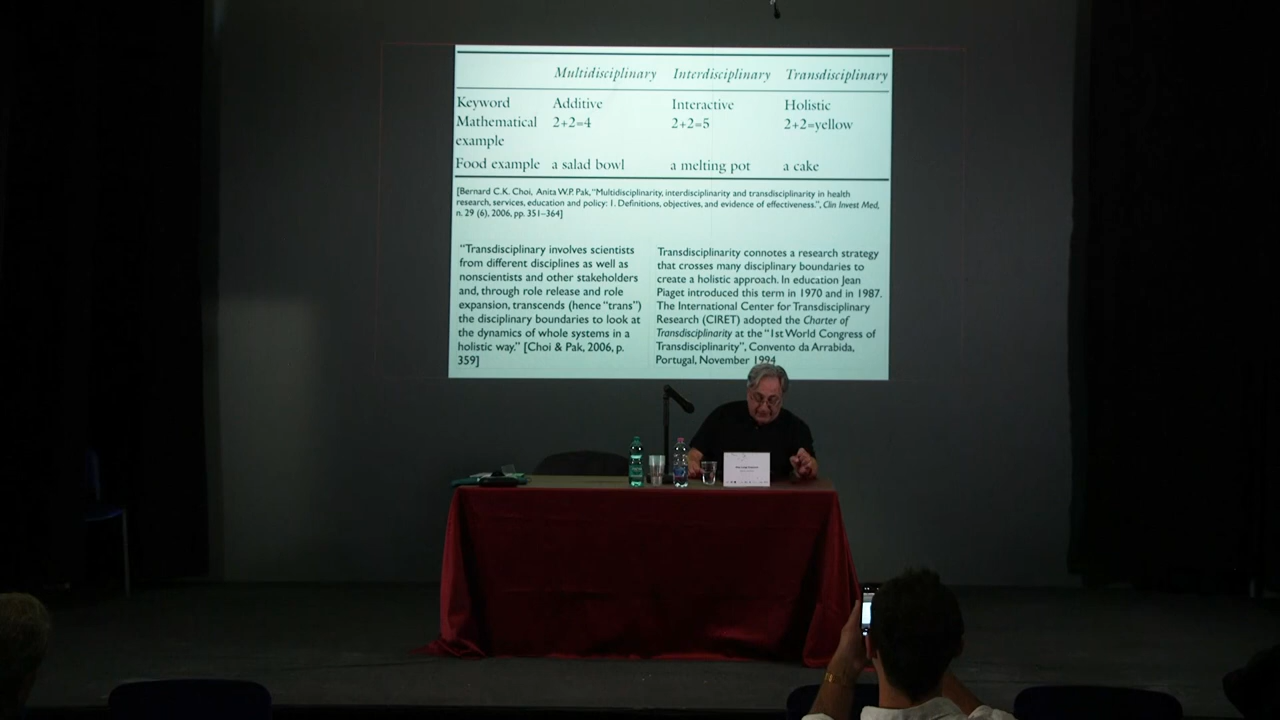 Multidisciplinary Interdisciplinary Transdisciplinary
Keyword Additive Interactive Holistic
Mathematical 2+2=4 2+2=5 2+2=yellow
example
Food example a salad bowl a melting pot a cake
[Bernard C.K. Choi, Anita W.P. Pak, “Multidisciplinarity, interdisciplinarity and transdisciplinarity in health
research, services, education and policy: 1. Definitions, objectives, and evidence of effectiveness.”, Clin Invest Med,
n. 29 (6), 2006, pp. 351–364]
“Transdisciplinary involves scientists
from different disciplines as well as
nonscientists and other stakeholders
and, through role release and role
expansion, transcends (hence “trans”)
the disciplinary boundaries to look at
the dynamics of whole systems in a
holistic way.” [Choi & Pak, 2006, p.
359]
Transdisciplinarity connotes a research strategy
that crosses many disciplinary boundaries to
create a holistic approach. In education Jean
Piaget introduced this term in 1970 and in 1987.
The International Center for Transdisciplinary
Research (CIRET) adopted the Charter of
Transdisciplinarity at the “1st World Congress of
Transdisciplinarity”, Convento da Arrabida,
Portugal, November 1994